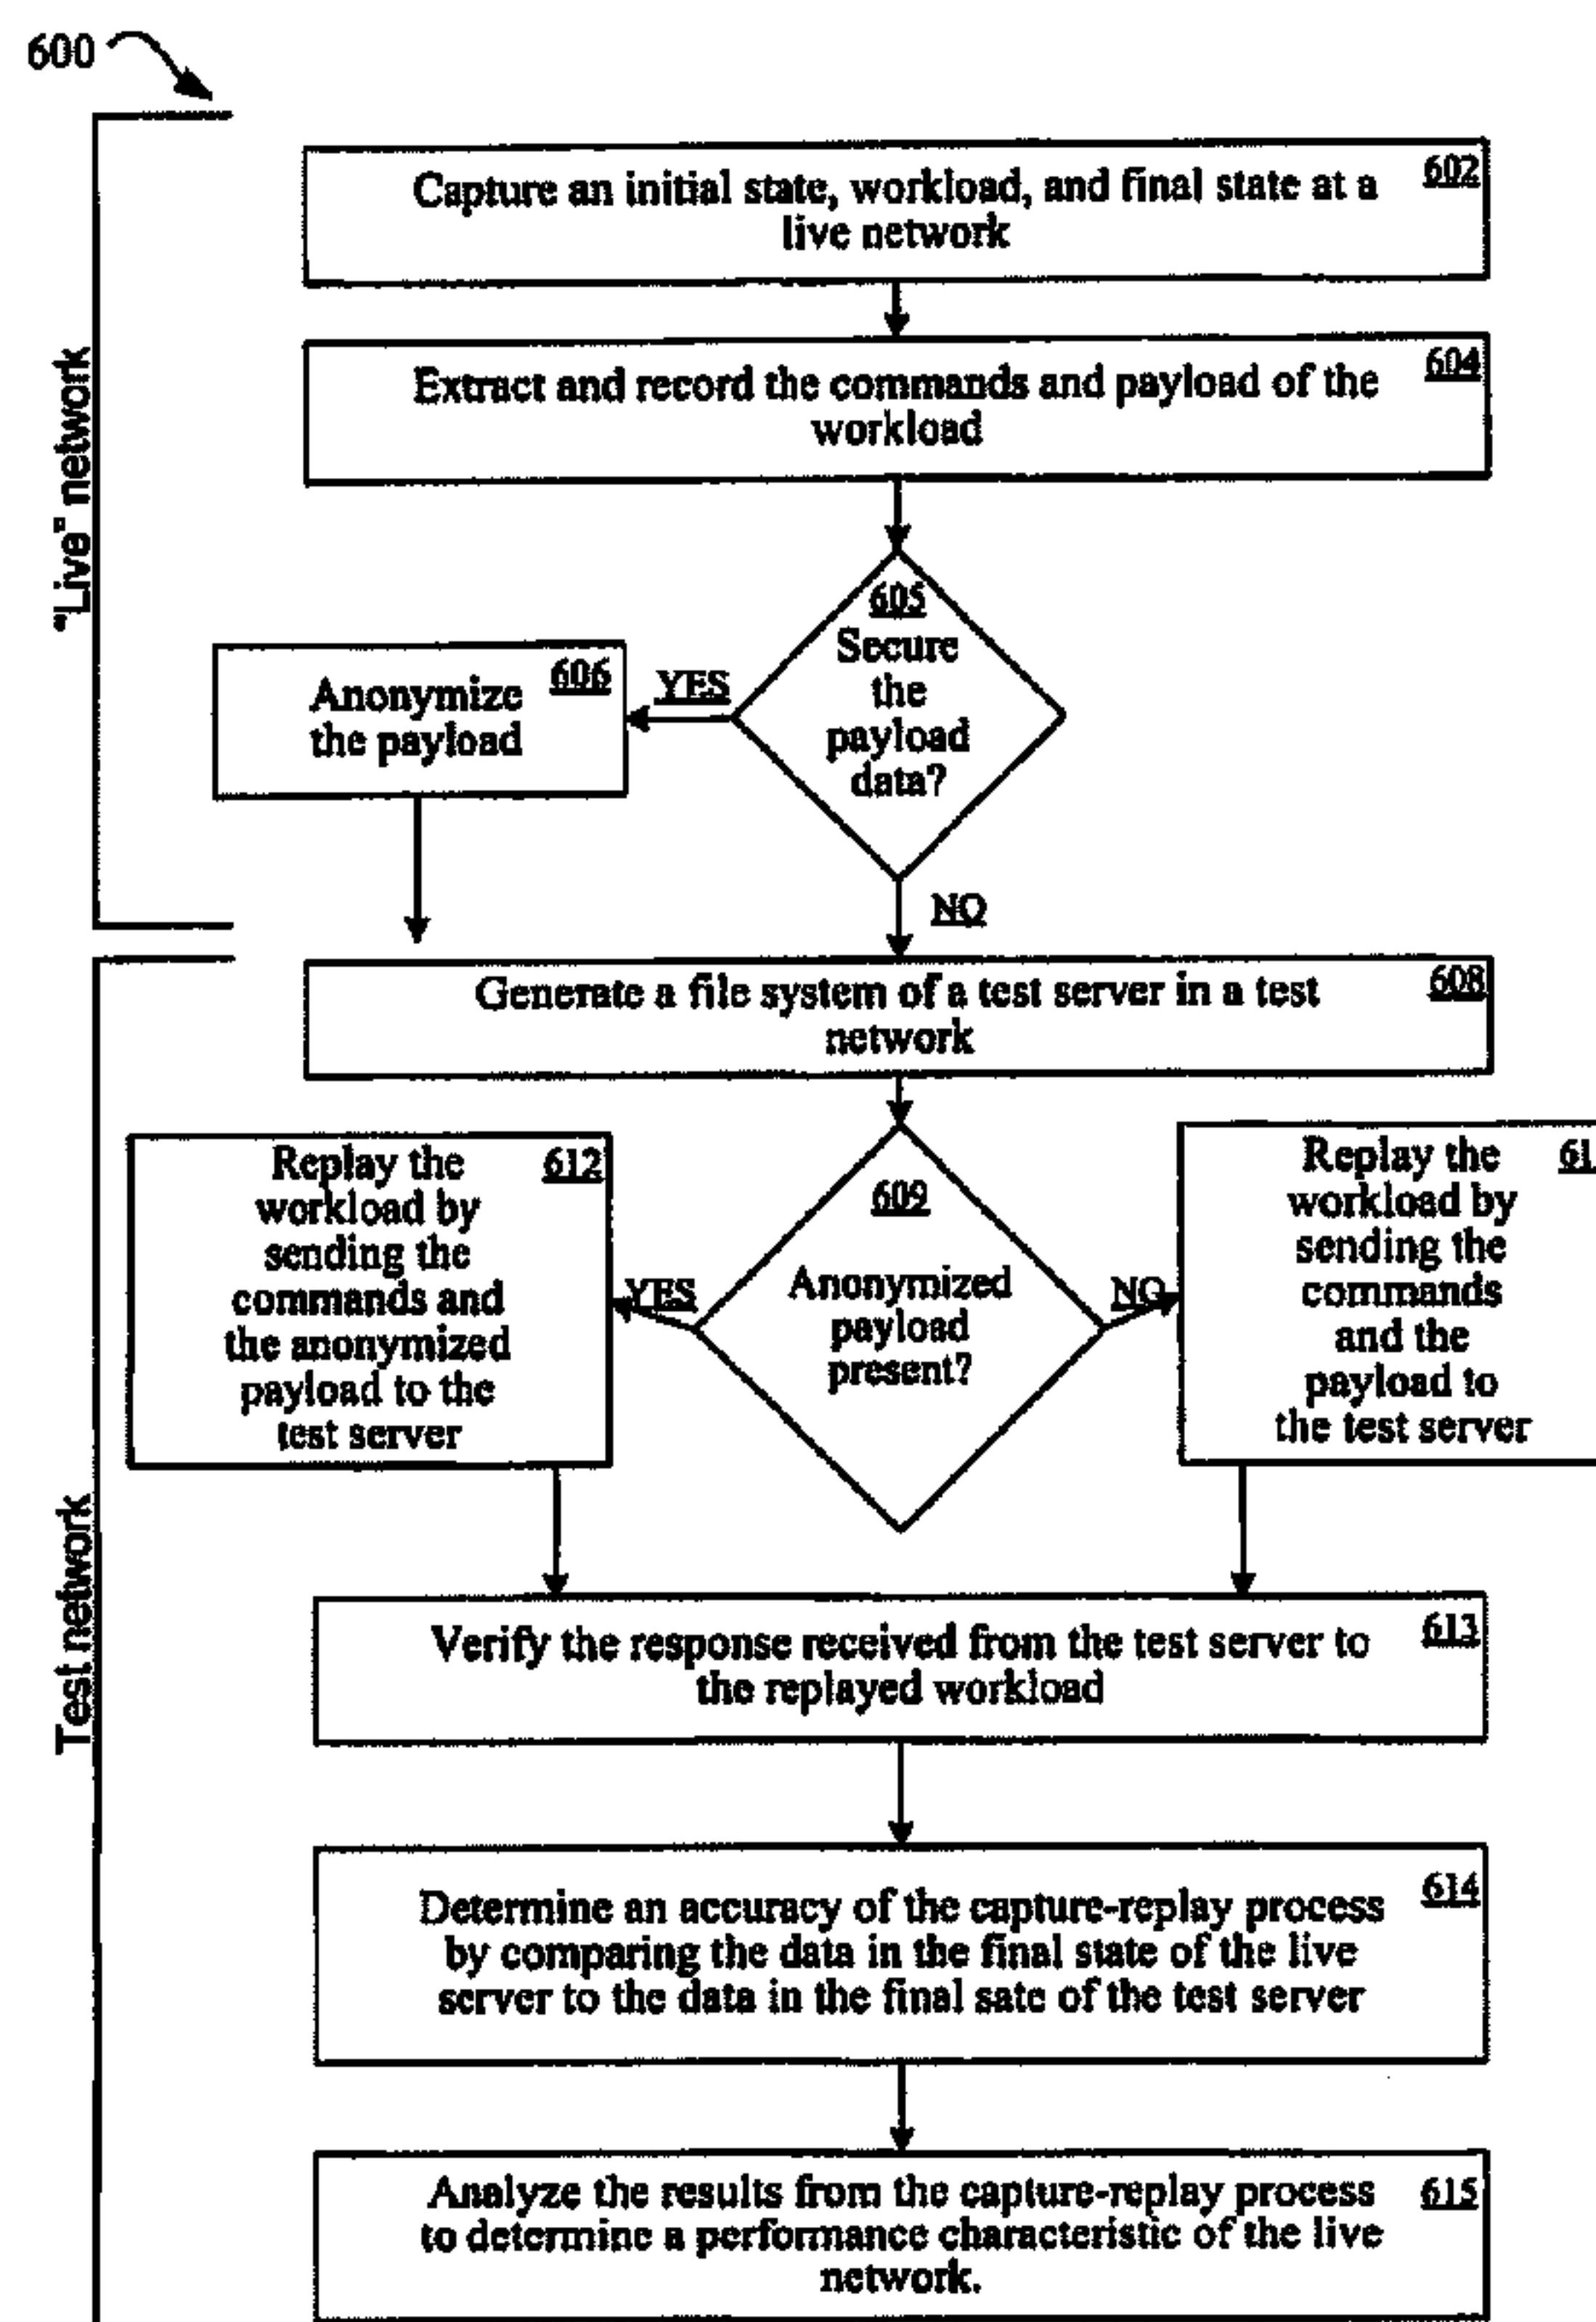 600
"Live" network
602
Capture an initial state, workload, and final state at a
live network
604
Extract and record the commands and payload of the
workload
605
Secure
the
payload
data?
YES
606
Anonymize
the payload
NO
Test network
608
Generate a file system of a test server in a test
network
609
Anonymized
payload
present?
YES
612
Replay the
workload by
sending the
commands and
the anonymized
payload to the
test server
NO
Replay the
workload by
sending the
commands
and the
payload to
the test server
613
Verify the response received from the test server to
the replayed workload
614
Determine an accuracy of the capture-replay process
by comparing the data in the final state of the live
server to the data in the final sate of the test server
615
Analyze the results from the capture-replay process
to determine a performance characteristic of the live
network.